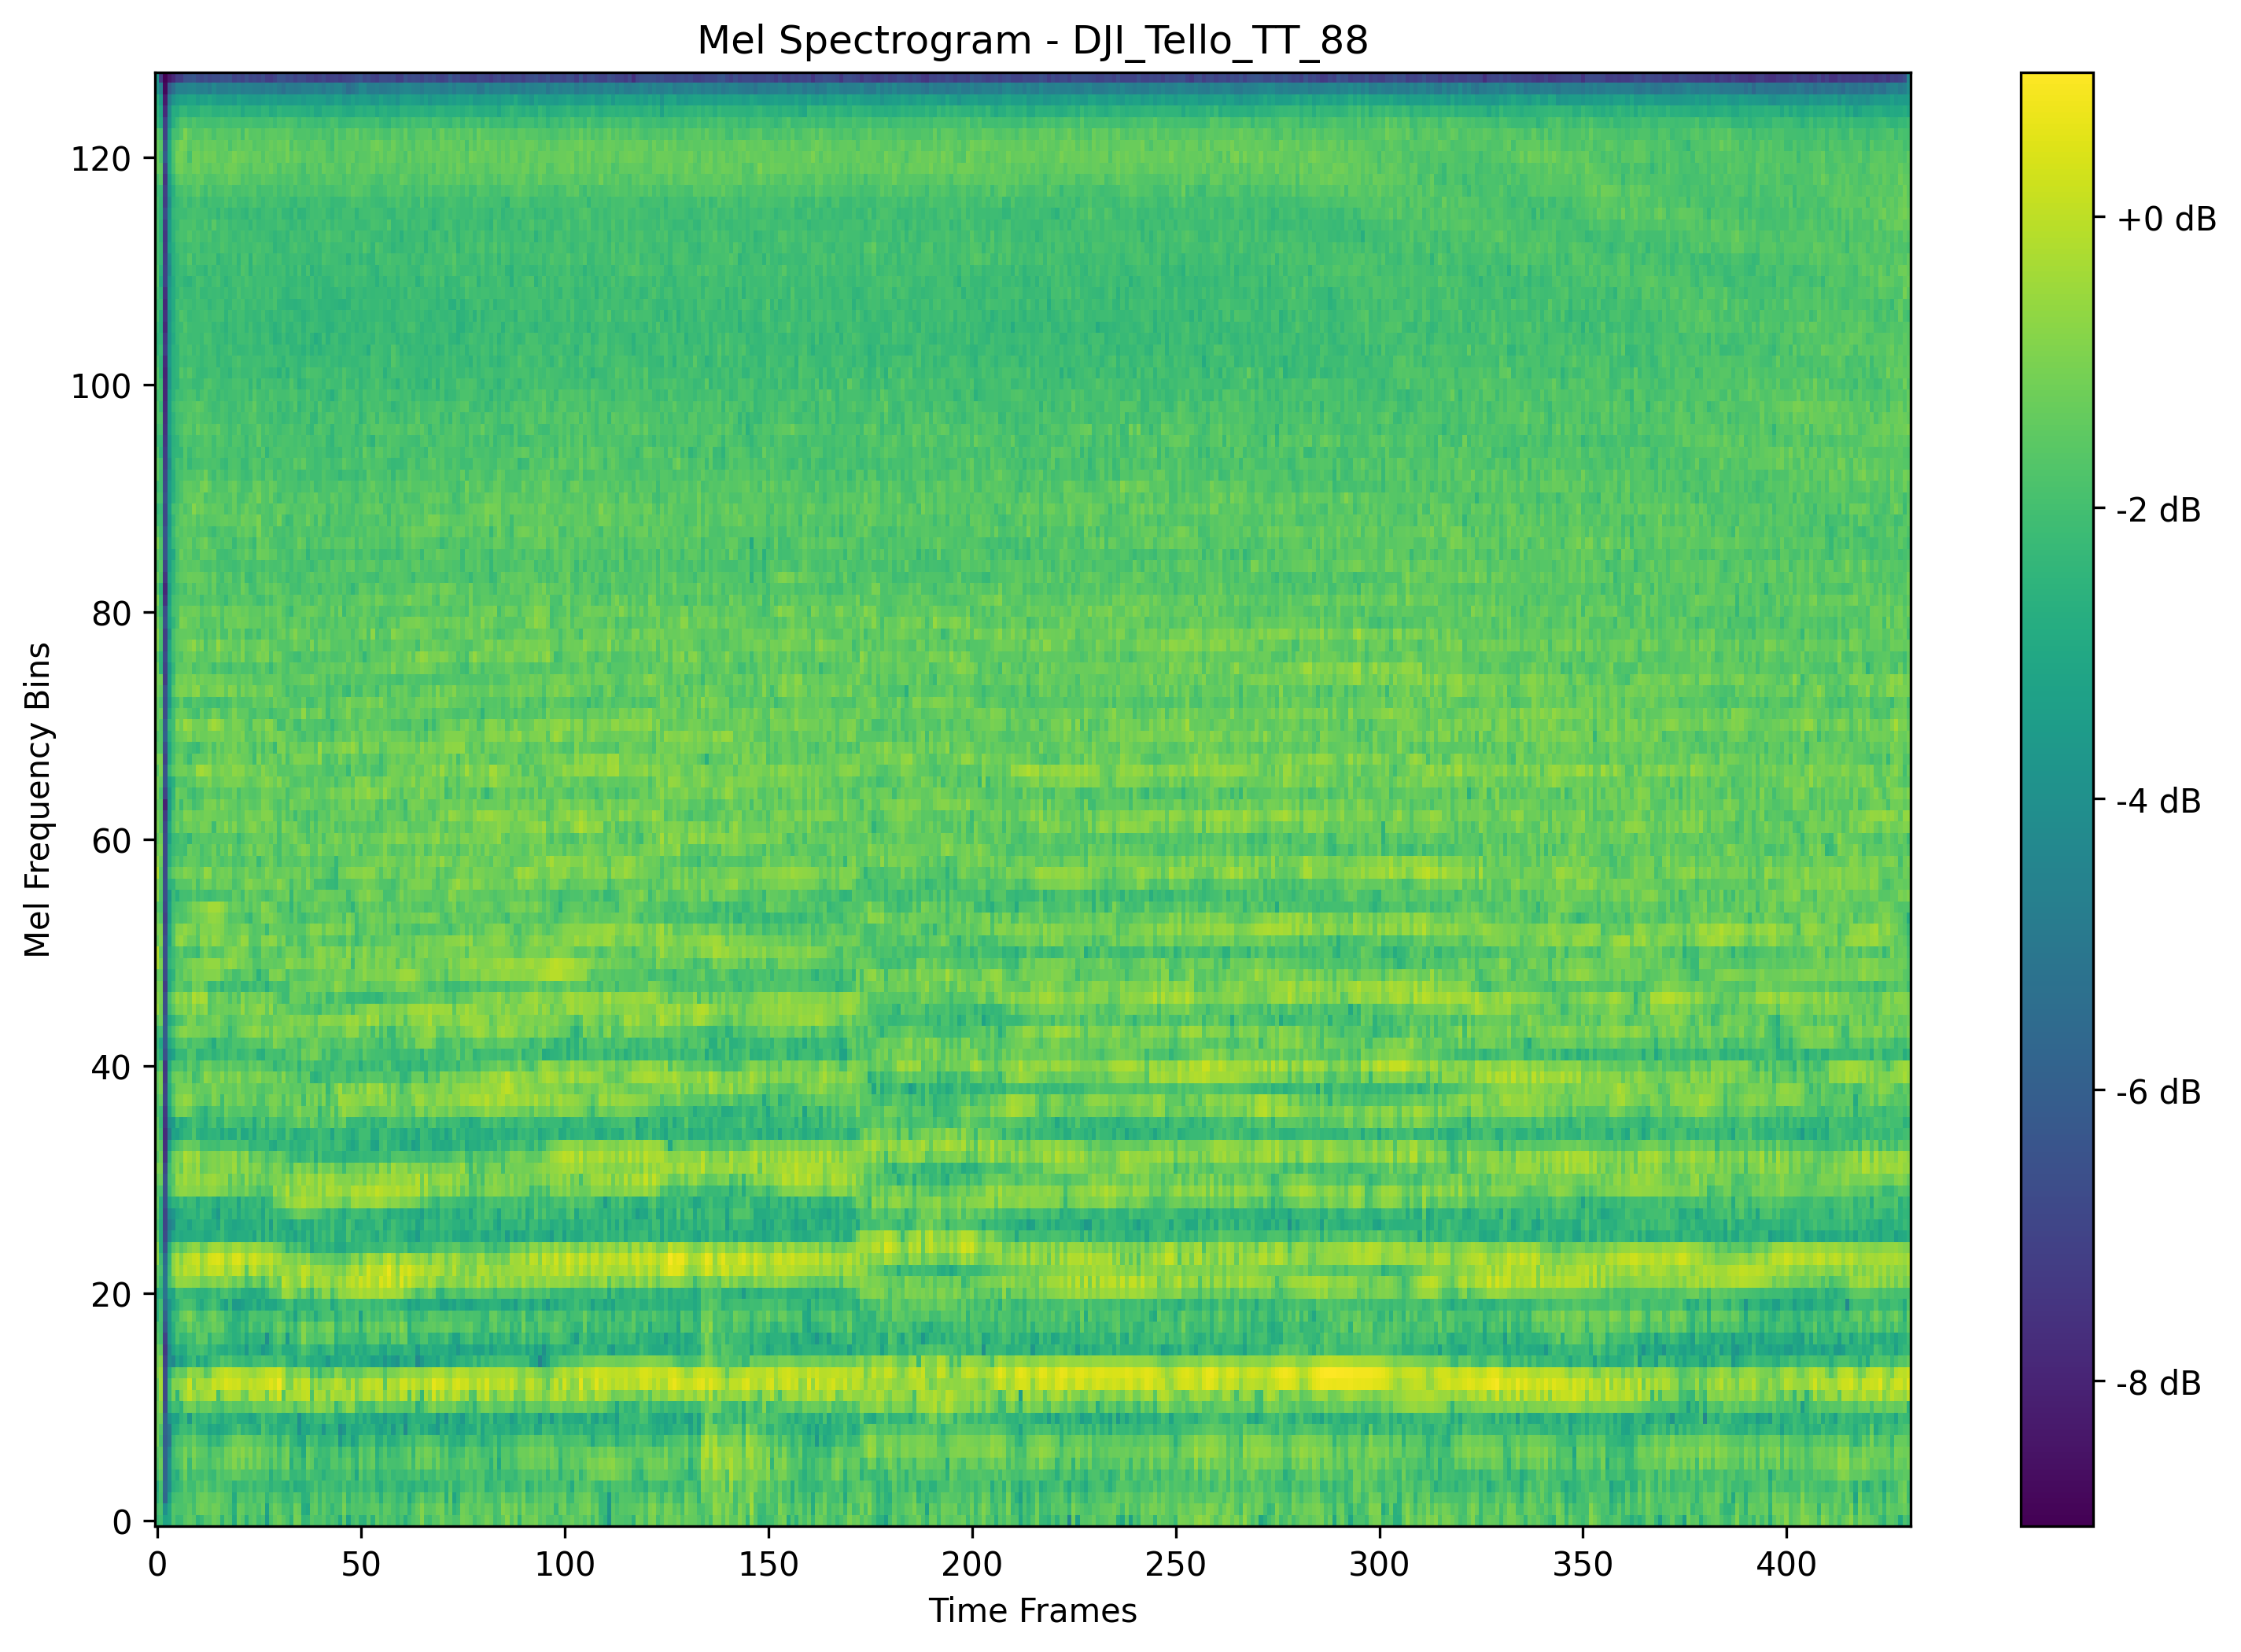 Mel Spectrogram - DJI_Tello_TT_88
Mel Frequency Bins
120
100
80
60
40
20
0
0 50 100 150 200 250 300 350 400
Time Frames
+0 dB
-2 dB
-4 dB
-6 dB
-8 dB